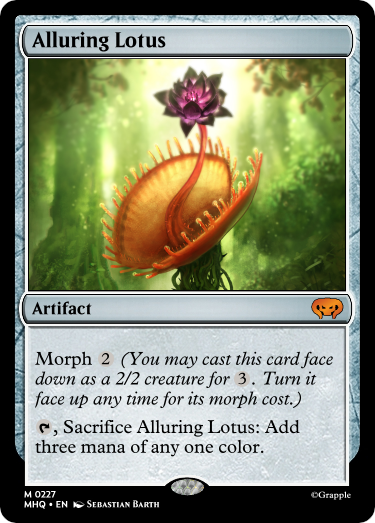 Alluring Lotus
Artifact
Morph 2 (You may cast this card face
down as a 2/2 creature for 3. Turn it
face up any time for its morph cost.)
, Sacrifice Alluring Lotus: Add
three mana of any one color.
M 0227
MHQ • EN Sebastian Barth
©Grapple